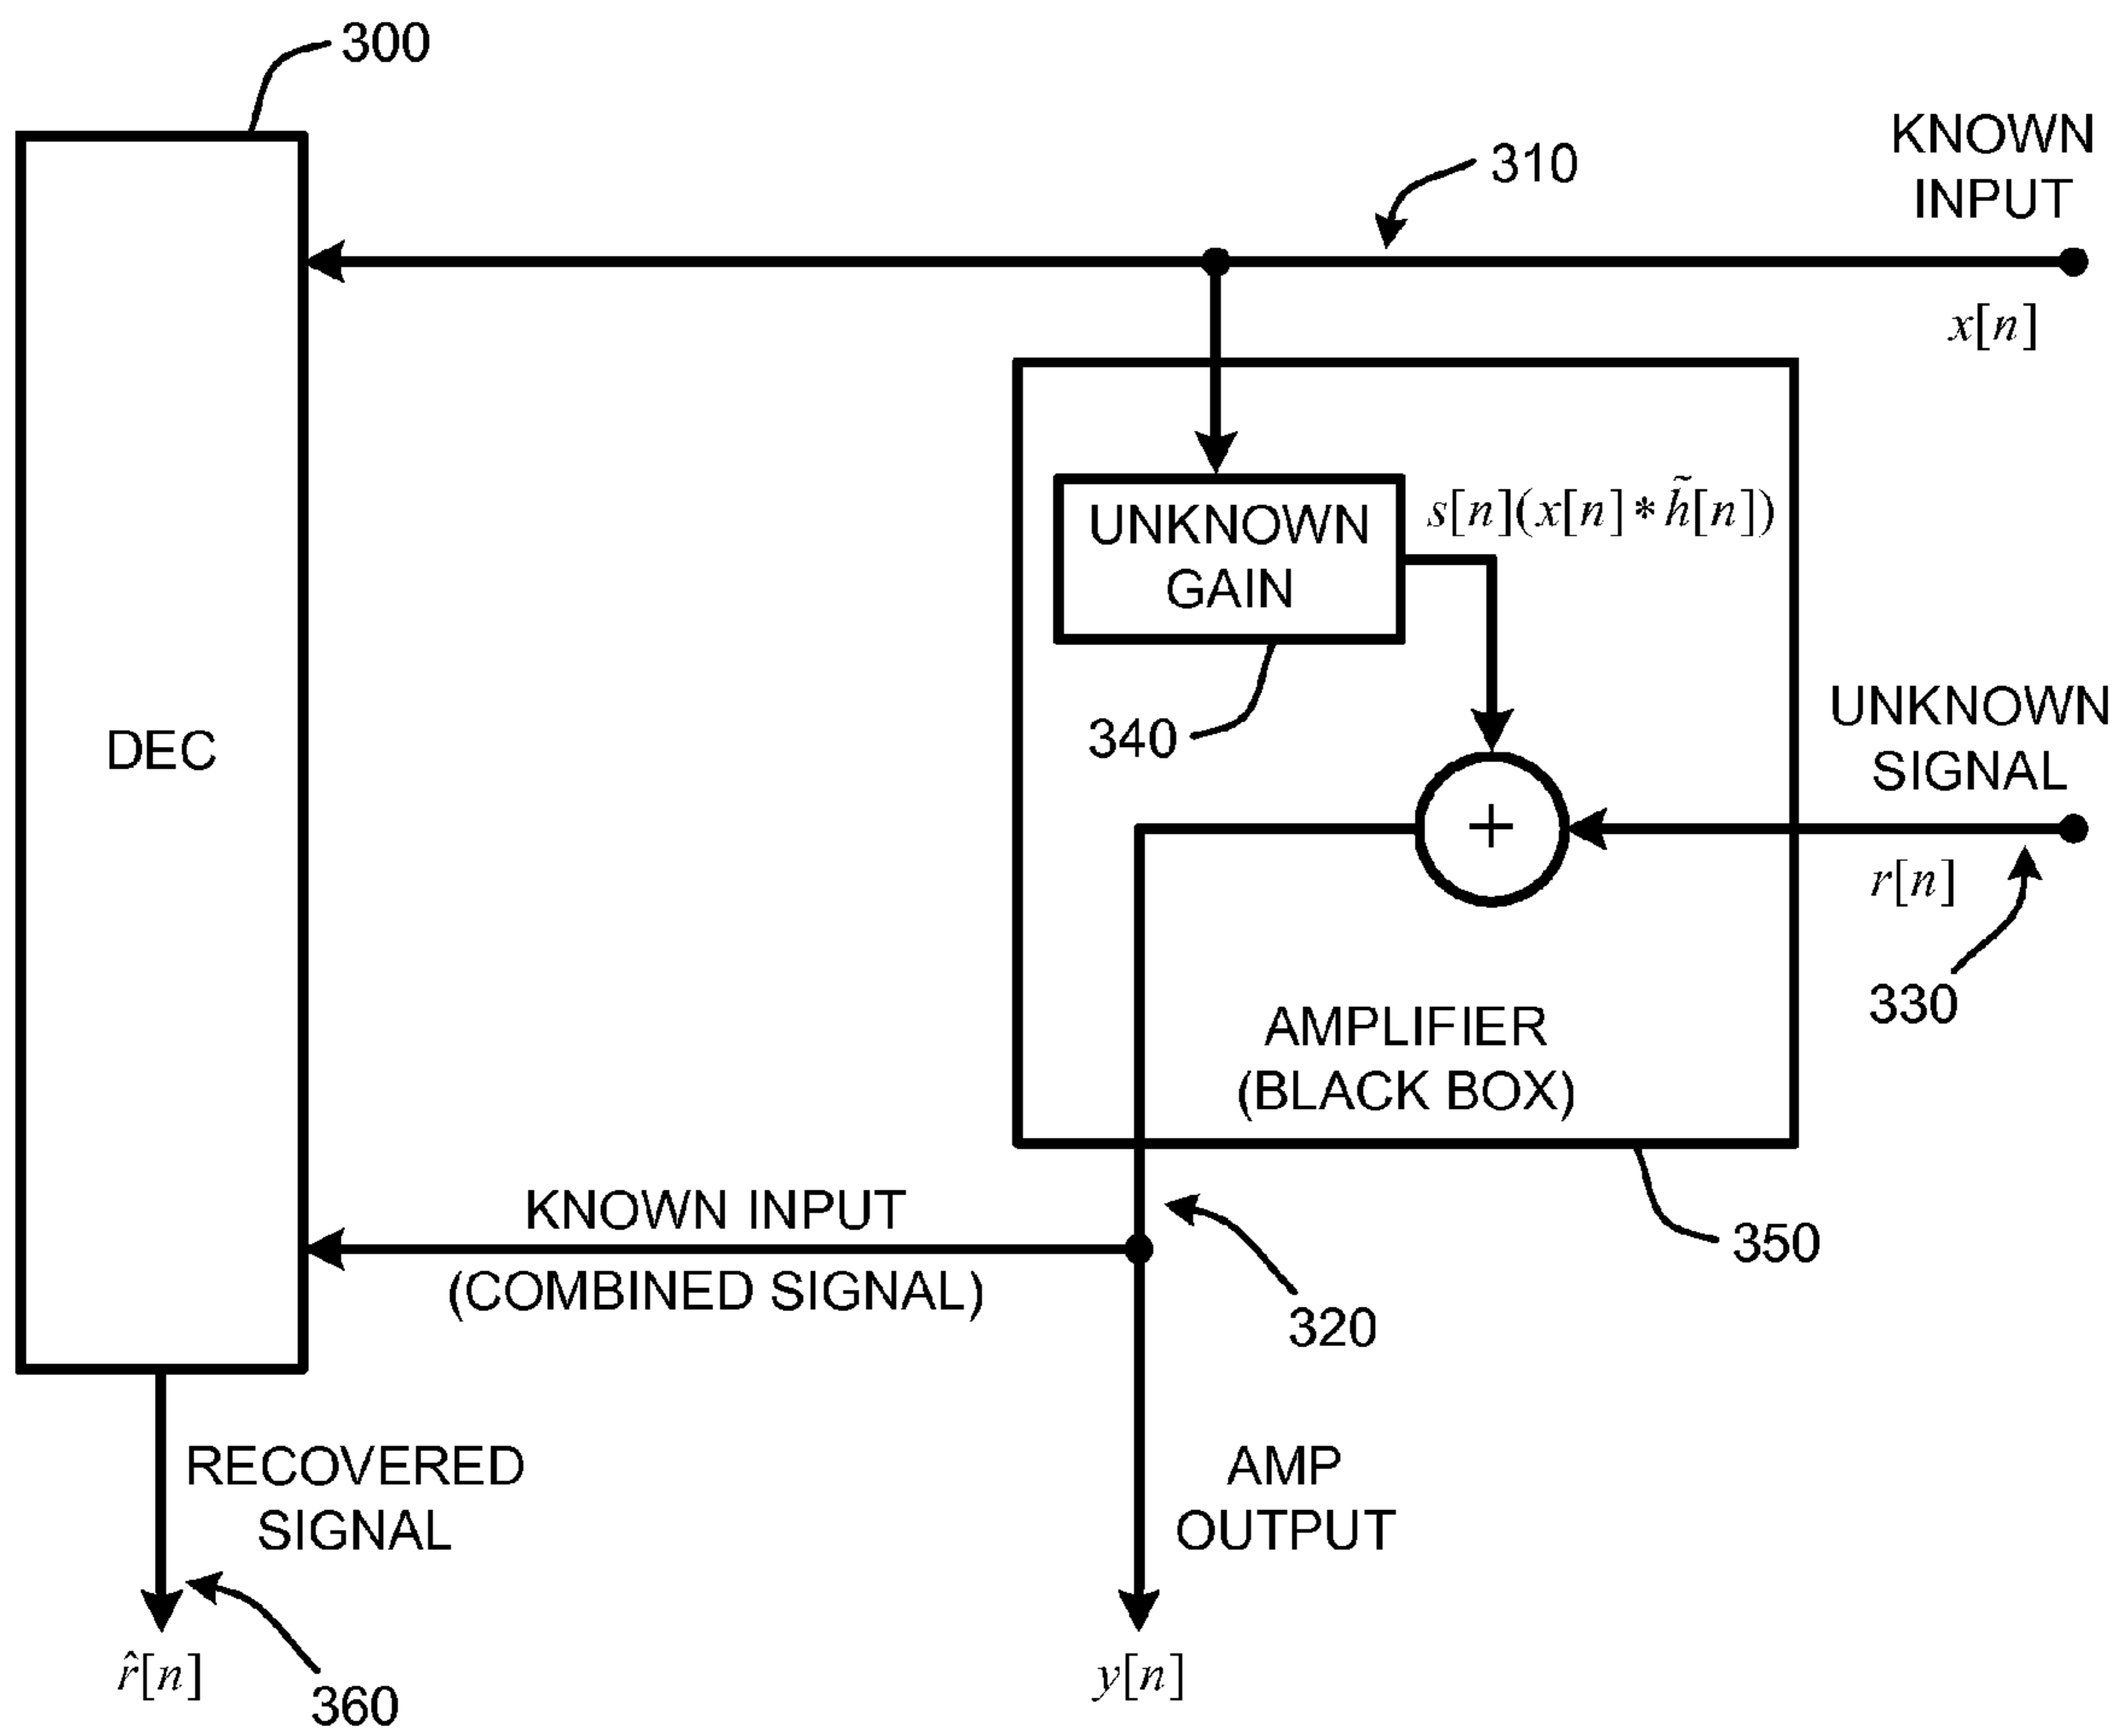 300
310
KNOWN
INPUT
x[n]
UNKNOWN
GAIN
s[n](x[n]*h̃[n])
340
UNKNOWN
SIGNAL
DEC
+
r[n]
330
AMPLIFIER
(BLACK BOX)
KNOWN INPUT
(COMBINED SIGNAL)
350
320
RECOVERED
SIGNAL
AMP
OUTPUT
r̂[n]
360
y[n]